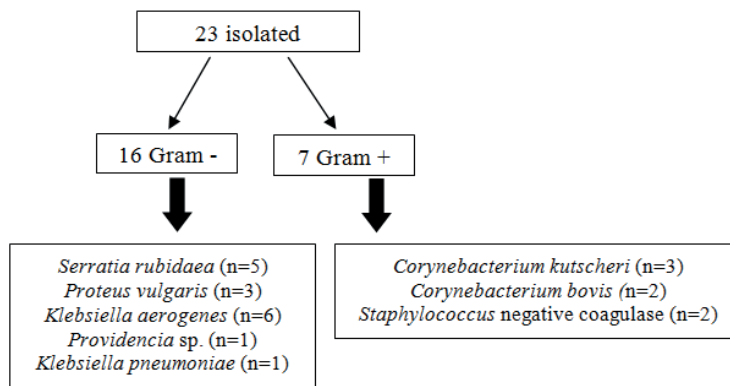 23 isolated
16 Gram -
7 Gram +
Serratia rubidaea (n=5)
Proteus vulgaris (n=3)
Klebsiella aerogenes (n=6)
Providencia sp. (n=1)
Klebsiella pneumoniae (n=1)
Corynebacterium kutscheri (n=3)
Corynebacterium bovis (n=2)
Staphylococcus negative coagulase (n=2)